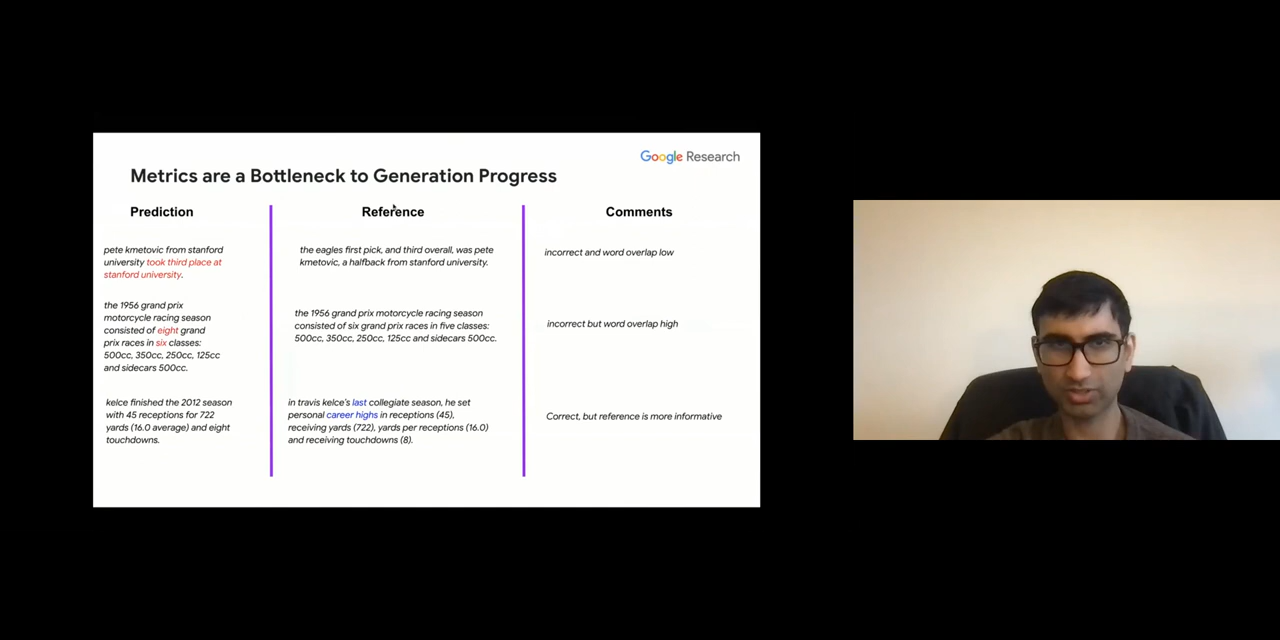 Google Research
Metrics are a Bottleneck to Generation Progress
Prediction
Reference
Comments
pete kmetovic from stanford
university took third place at
stanford university.
the eagles first pick, and third overall, was pete
kmetovic, a halfback from stanford university.
incorrect and word overlap low
the 1956 grand prix
motorcycle racing season
consisted of eight grand
prix races in six classes:
500cc, 350cc, 250cc, 125cc
and sidecars 500cc.
the 1956 grand prix motorcycle racing season
consisted of six grand prix races in five classes:
500cc, 350cc, 250cc, 125cc and sidecars 500cc.
incorrect but word overlap high
kelce finished the 2012 season
with 45 receptions for 722
yards (16.0 average) and eight
touchdowns.
in travis kelce's last collegiate season, he set
personal career highs in receptions (45),
receiving yards (722), yards per receptions (16.0)
and receiving touchdowns (8).
Correct, but reference is more informative